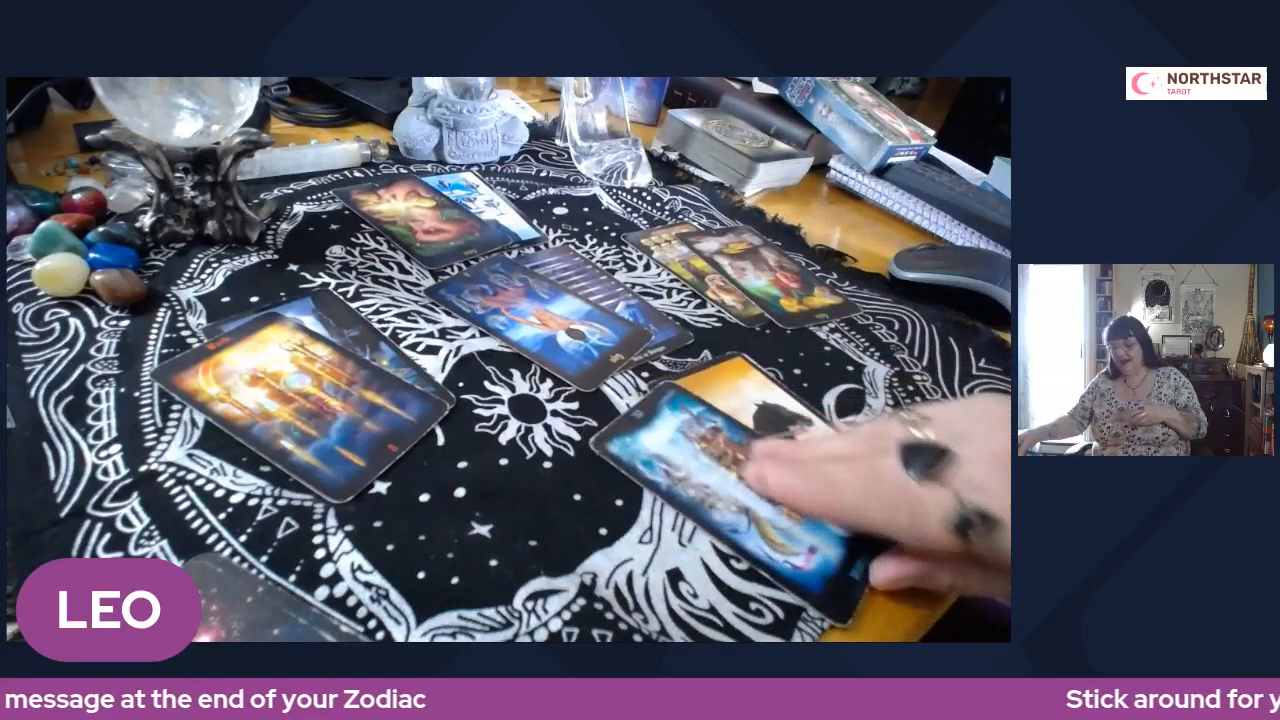 NORTHSTAR
TAROT
LEO
message at the end of your Zodiac
Stick around for y